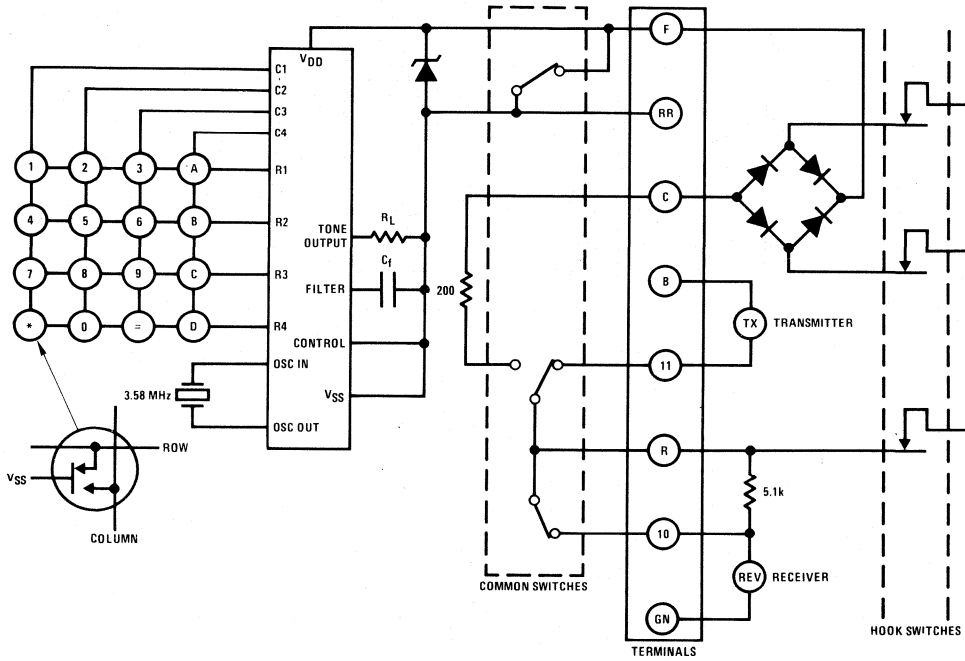 VDD
C1
C2
C3
C4
1
2
3
A
R1
4
5
6
B
R2
7
8
9
C
R3
*
0
=
D
R4
TONE OUTPUT
RL
FILTER
Cf
CONTROL
OSC IN
VSS
OSC OUT
3.58 MHz
ROW
VSS
COLUMN
200
COMMON SWITCHES
F
RR
C
B
11
R
10
GN
TERMINALS
TX
TRANSMITTER
5.1k
REV
RECEIVER
HOOK SWITCHES